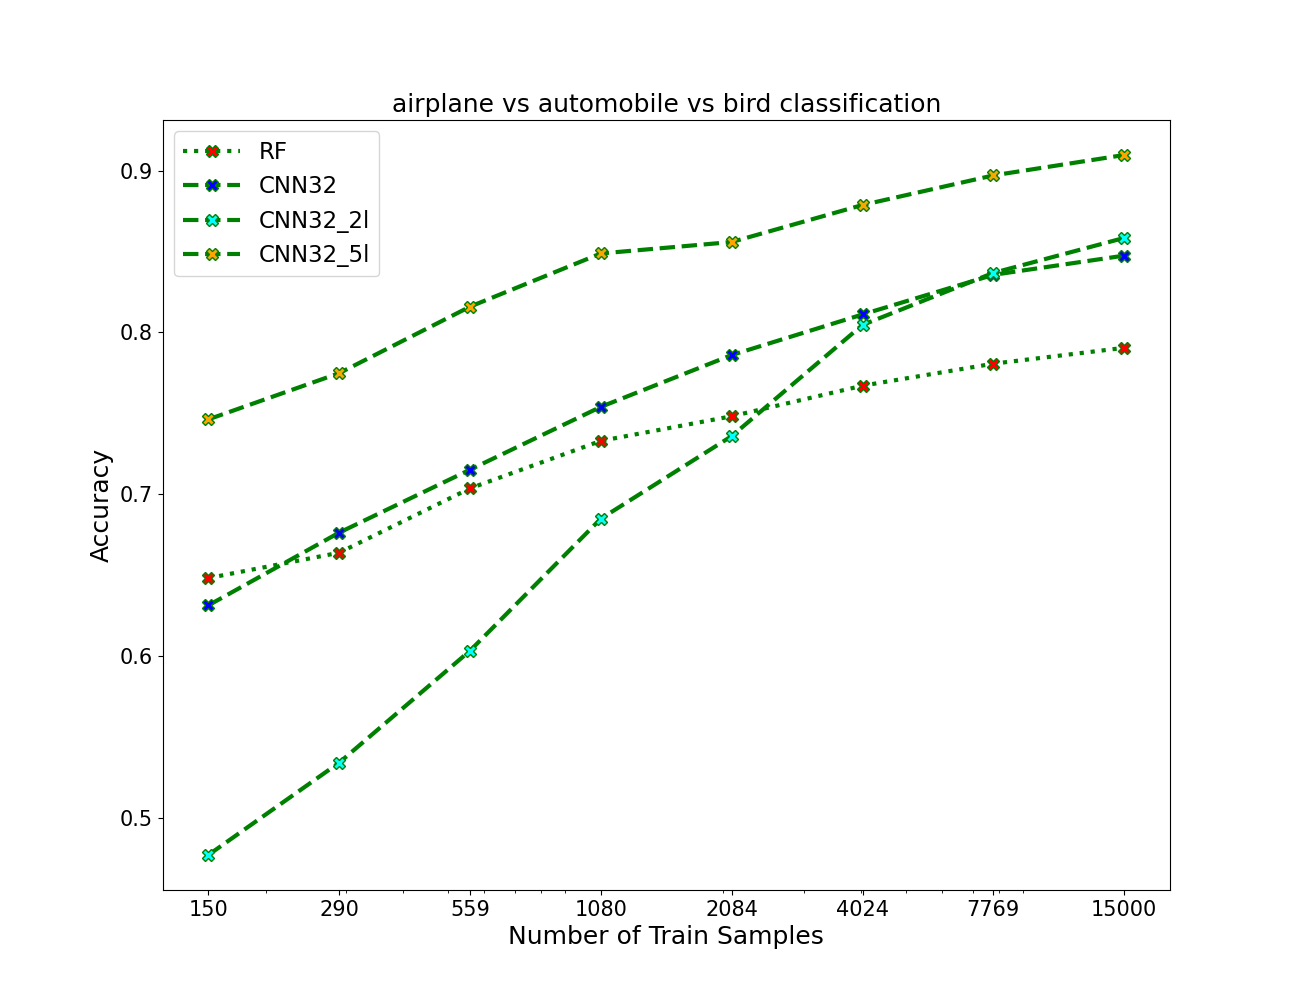 airplane vs automobile vs bird classification
RF
CNN32
CNN32_2l
CNN32_5l
0.9
0.8
0.7
0.6
0.5
Accuracy
150 290 559 1080 2084 4024 7769 15000
Number of Train Samples